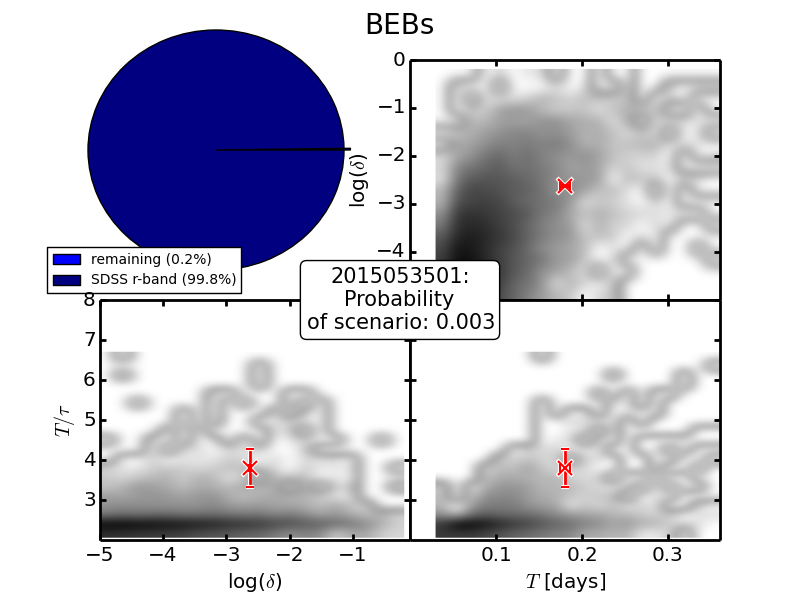 BEBs
0
−1
−2
−3
−4
log(δ)
remaining (0.2%)
SDSS r-band (99.8%)
2015053501:
Probability
of scenario: 0.003
8
7
6
5
4
3
T/τ
−5 −4 −3 −2 −1
log(δ)
0.1 0.2 0.3
T [days]